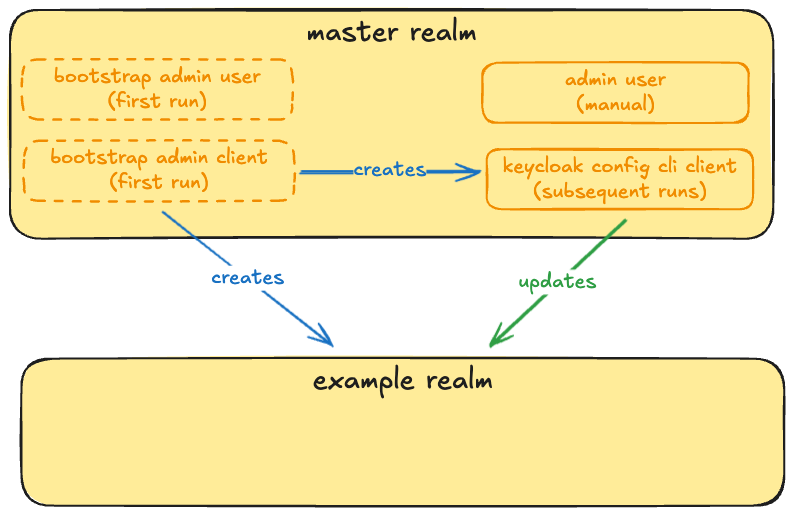 master realm
bootstrap admin user
(first run)
admin user
(manual)
bootstrap admin client
(first run)
creates
keycloak config cli client
(subsequent runs)
creates
updates
example realm